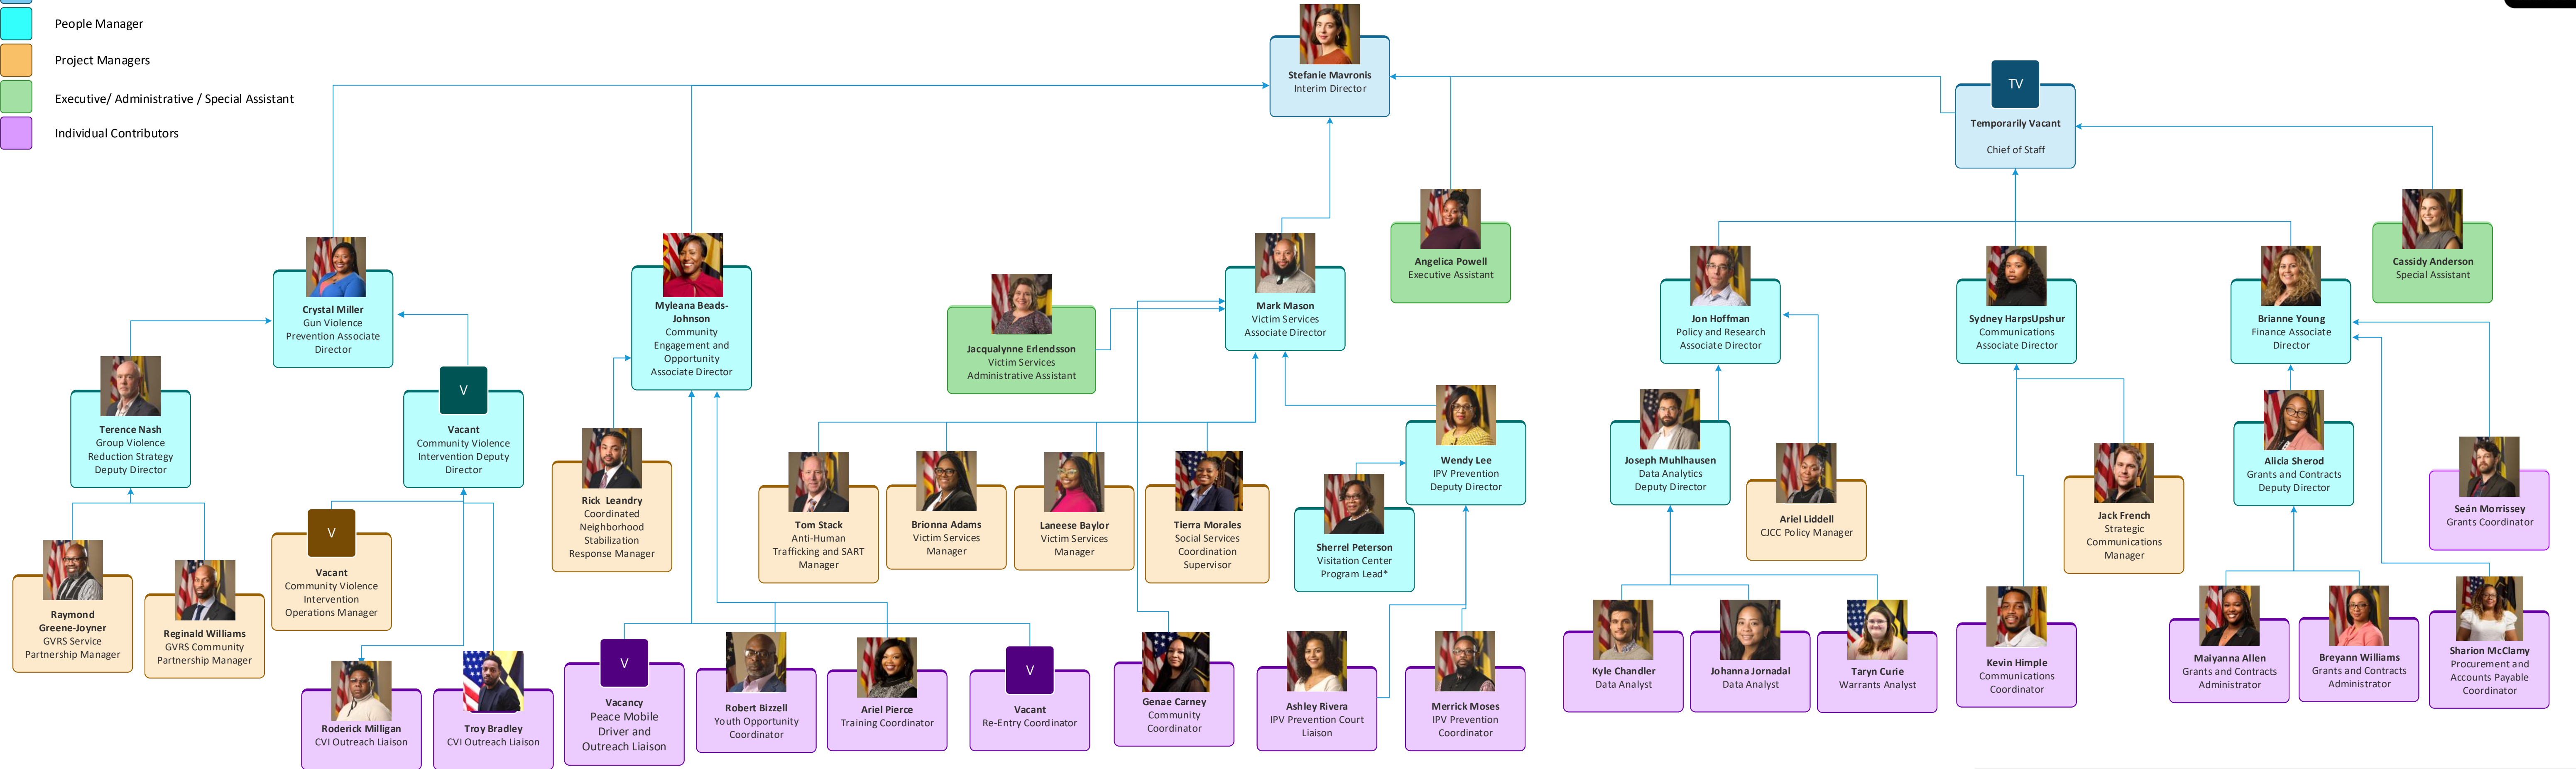 People Manager
Project Managers
Executive/ Administrative / Special Assistant
Individual Contributors
Stefanie Mavronis
Interim Director
TV
Temporarily Vacant
Chief of Staff
Angelica Powell
Executive Assistant
Cassidy Anderson
Special Assistant
Crystal Miller
Gun Violence
Prevention Associate
Director
Myleana Beads-
Johnson
Community
Engagement and
Opportunity
Associate Director
Jacqualynne Erlendsson
Victim Services
Administrative Assistant
Mark Mason
Victim Services
Associate Director
Jon Hoffman
Policy and Research
Associate Director
Sydney HarpsUpshur
Communications
Associate Director
Brianne Young
Finance Associate
Director
Terence Nash
Group Violence
Reduction Strategy
Deputy Director
V
Vacant
Community Violence
Intervention Deputy
Director
Rick Leandry
Coordinated
Neighborhood
Stabilization
Response Manager
Tom Stack
Anti-Human
Trafficking and SART
Manager
Brionna Adams
Victim Services
Manager
Laneese Baylor
Victim Services
Manager
Tierra Morales
Social Services
Coordination
Supervisor
Wendy Lee
IPV Prevention
Deputy Director
Sherrel Peterson
Visitation Center
Program Lead*
Joseph Muhlhausen
Data Analytics
Deputy Director
Ariel Liddell
CJCC Policy Manager
Jack French
Strategic
Communications
Manager
Alicia Sherod
Grants and Contracts
Deputy Director
Seán Morrissey
Grants Coordinator
Raymond
Greene-Joyner
GVRS Service
Partnership Manager
Reginald Williams
GVRS Community
Partnership Manager
V
Vacant
Community Violence
Intervention
Operations Manager
Roderick Milligan
CVI Outreach Liaison
Troy Bradley
CVI Outreach Liaison
V
Vacancy
Peace Mobile
Driver and
Outreach Liaison
Robert Bizzell
Youth Opportunity
Coordinator
Ariel Pierce
Training Coordinator
V
Vacant
Re-Entry Coordinator
Genae Carney
Community
Coordinator
Ashley Rivera
IPV Prevention Court
Liaison
Merrick Moses
IPV Prevention
Coordinator
Kyle Chandler
Data Analyst
Johanna Jornadal
Data Analyst
Taryn Curie
Warrants Analyst
Kevin Himple
Communications
Coordinator
Maiyanna Allen
Grants and Contracts
Administrator
Breyann Williams
Grants and Contracts
Administrator
Sharion McClamy
Procurement and
Accounts Payable
Coordinator